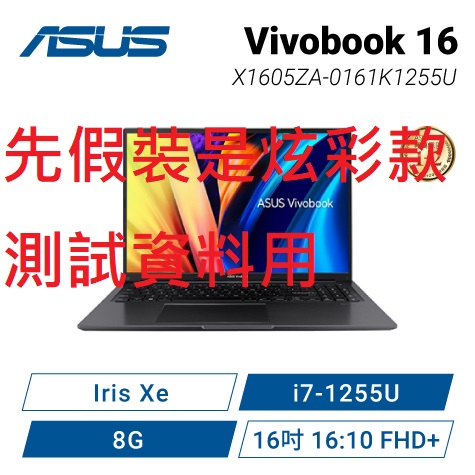 ASUS
Vivobook 16
X1605ZA-0161K1255U
先假裝是炫彩款
ASUS Vivobook
測試資料用
Iris Xe
i7-1255U
8G
16吋 16:10 FHD+